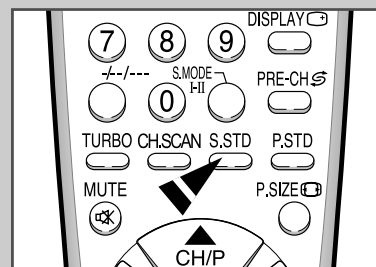 DISPLAY
7 8 9
-/--/---
S.MODE
I-II
PRE-CH
0
TURBO CH.SCAN S.STD P.STD
MUTE
P.SIZE
CH/P